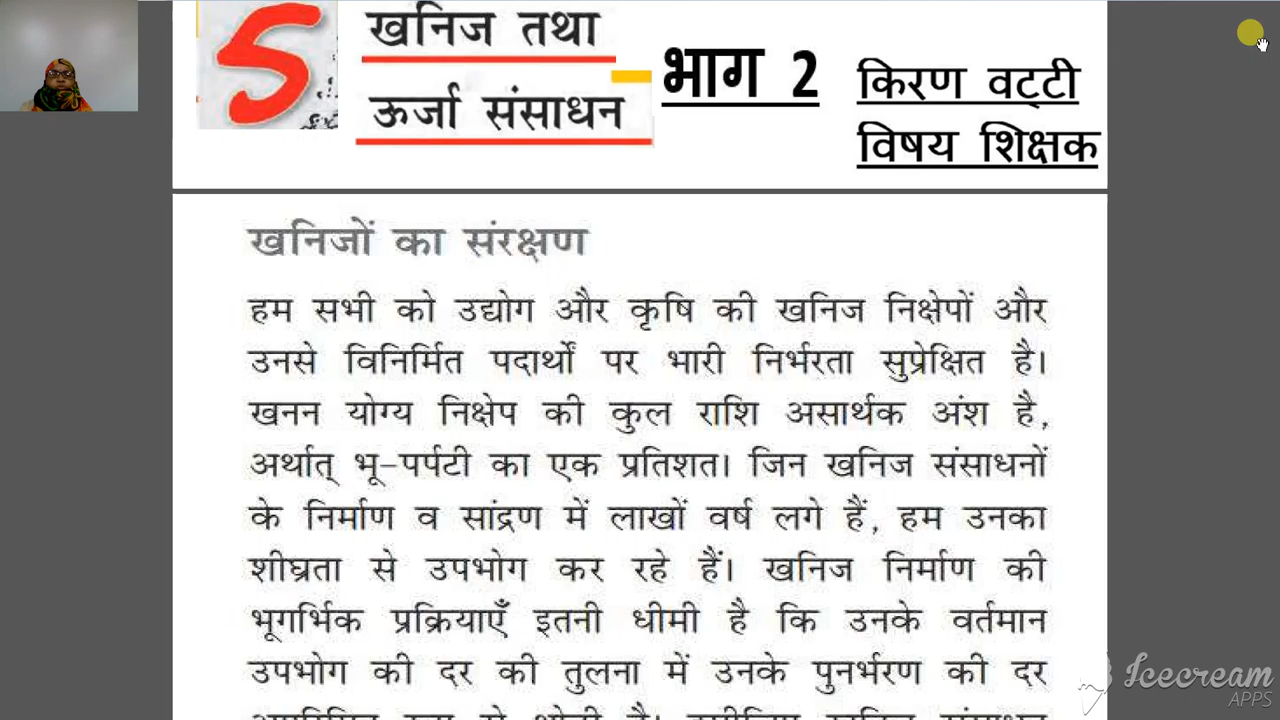 5
खनिज तथा
ऊर्जा संसाधन
भाग 2
किरण वट्टी
विषय शिक्षक
खनिजों का संरक्षण
हम सभी को उद्योग और कृषि की खनिज निक्षेपों और
उनसे विनिर्मित पदार्थों पर भारी निर्भरता सुप्रेक्षित है।
खनन योग्य निक्षेप की कुल राशि असार्थक अंश है,
अर्थात् भू-पर्पटी का एक प्रतिशत। जिन खनिज संसाधनों
के निर्माण व सांद्रण में लाखों वर्ष लगे हैं, हम उनका
शीघ्रता से उपभोग कर रहे हैं। खनिज निर्माण की
भूगर्भिक प्रक्रियाएँ इतनी धीमी है कि उनके वर्तमान
उपभोग की दर की तुलना में उनके पुनर्भरण की दर
Icecream
APPS